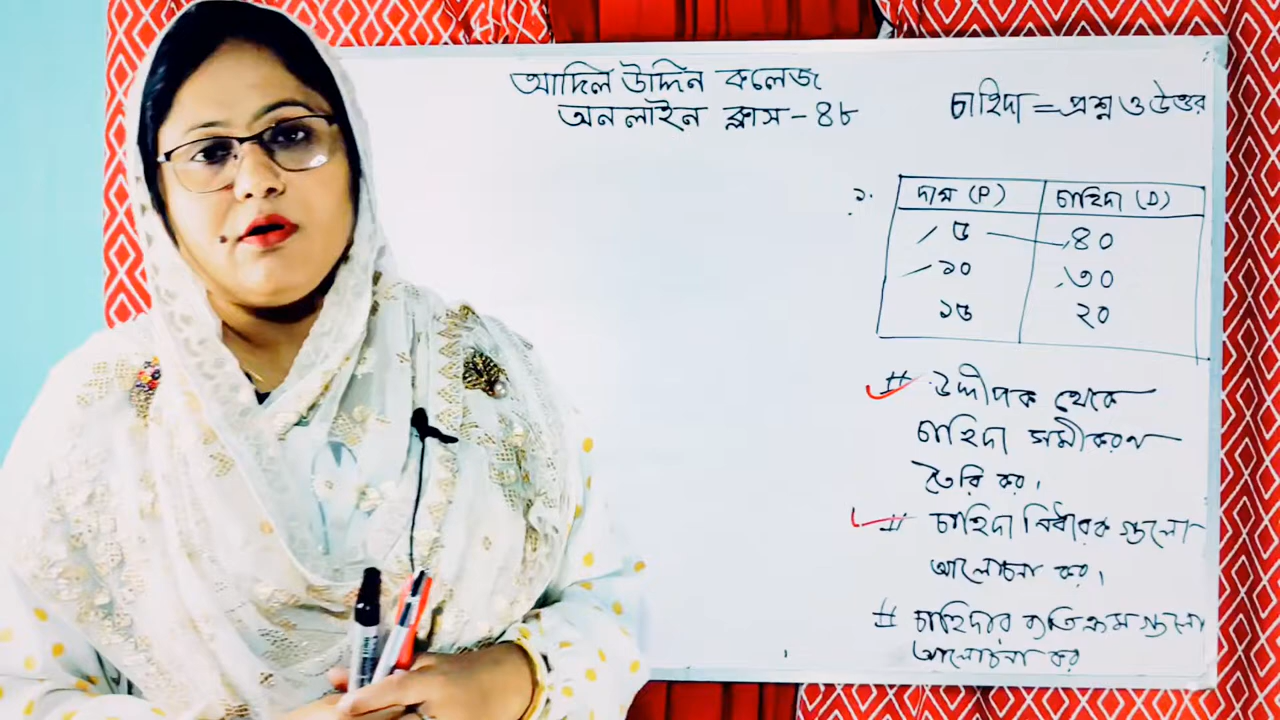 আদিল উদ্দিন কলেজ
অনলাইন ক্লাস - ৪৮
চাহিদা = প্রশ্ন ও উত্তর
১.
দাম (P) চাহিদা (D)
৫ ৪০
১০ ৩০
১৫ ২০
# উদ্দীপক থেকে
চাহিদা সমীকরণ
তৈরি কর।
# চাহিদা নির্ধারক গুলো
আলোচনা কর।
# চাহিদার ব্যতিক্রম গুলো
আলোচনা কর